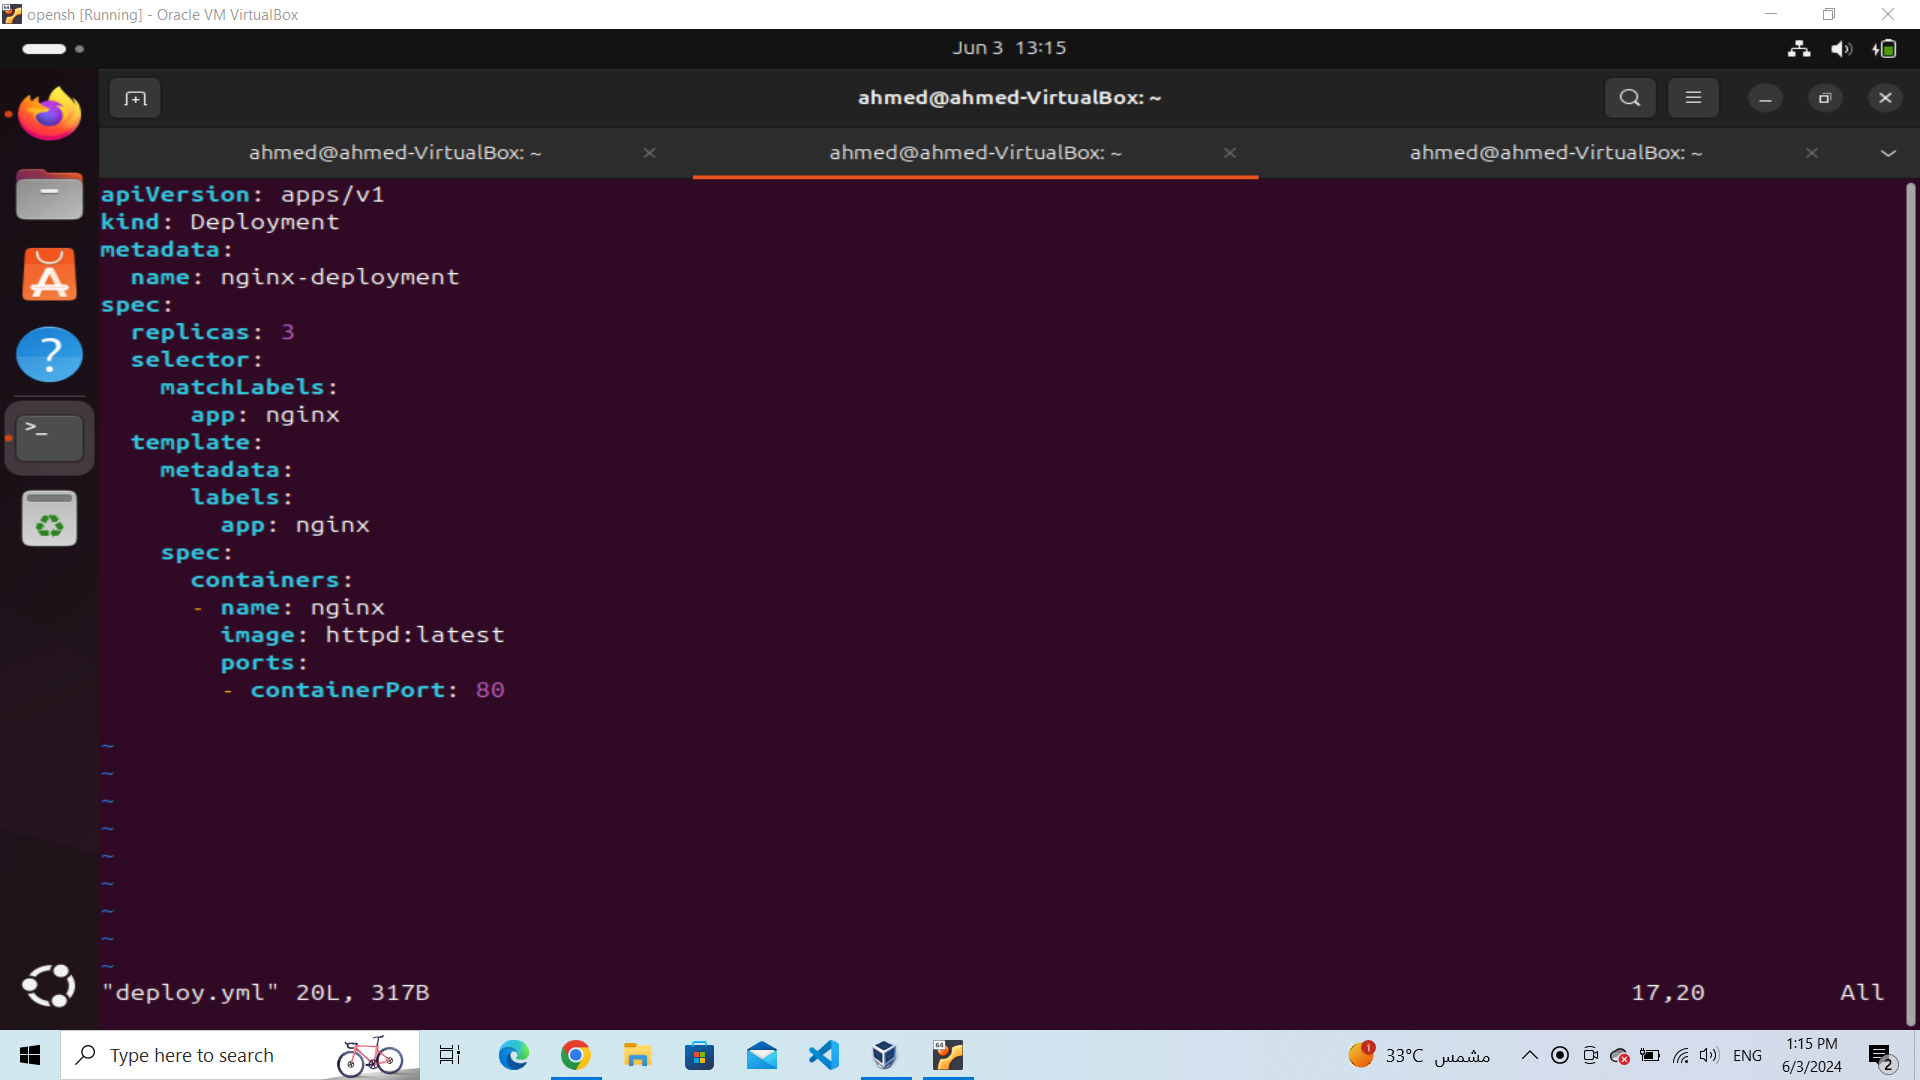 opensh [Running] - Oracle VM VirtualBox
Jun 3 13:15
ahmed@ahmed-VirtualBox: ~
ahmed@ahmed-VirtualBox: ~
ahmed@ahmed-VirtualBox: ~
ahmed@ahmed-VirtualBox: ~
apiVersion: apps/v1
kind: Deployment
metadata:
  name: nginx-deployment
spec:
  replicas: 3
  selector:
    matchLabels:
      app: nginx
  template:
    metadata:
      labels:
        app: nginx
    spec:
      containers:
      - name: nginx
        image: httpd:latest
        ports:
        - containerPort: 80
~
~
~
~
~
~
~
~
~
"deploy.yml" 20L, 317B 17,20 All
Type here to search
1
33°C مشمس
ENG
1:15 PM
6/3/2024
2